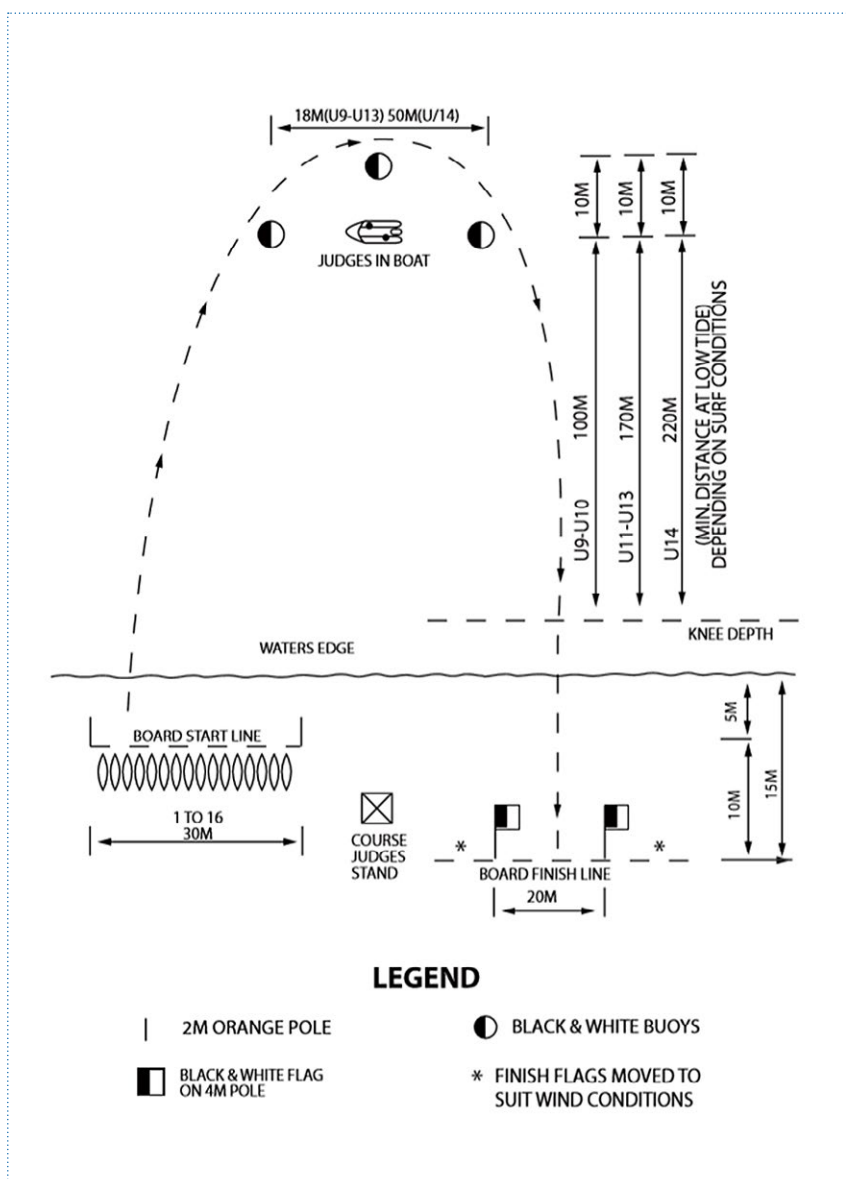 18M(U9-U13) 50M(U/14)
10M
10M
10M
JUDGES IN BOAT
U9-U10 100M
U11-U13 170M
U14 220M
(MIN. DISTANCE AT LOW TIDE)
DEPENDING ON SURF CONDITIONS
KNEE DEPTH
WATERS EDGE
BOARD START LINE
5M
10M
15M
1 TO 16
30M
COURSE
JUDGES
STAND
*
*
BOARD FINISH LINE
20M
LEGEND
2M ORANGE POLE
BLACK & WHITE BUOYS
BLACK & WHITE FLAG
ON 4M POLE
* FINISH FLAGS MOVED TO
SUIT WIND CONDITIONS